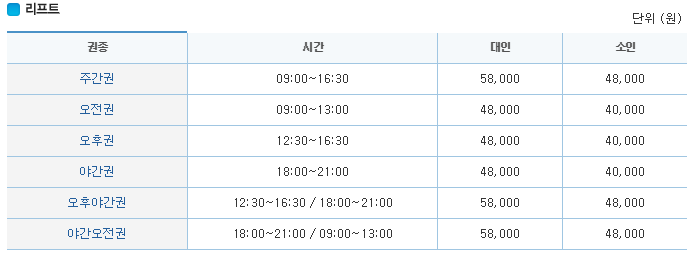 리프트
단위 (원)
권종 시간 대인 소인
주간권 09:00~16:30 58,000 48,000
오전권 09:00~13:00 48,000 40,000
오후권 12:30~16:30 48,000 40,000
야간권 18:00~21:00 48,000 40,000
오후야간권 12:30~16:30 / 18:00~21:00 58,000 48,000
야간오전권 18:00~21:00 / 09:00~13:00 58,000 48,000